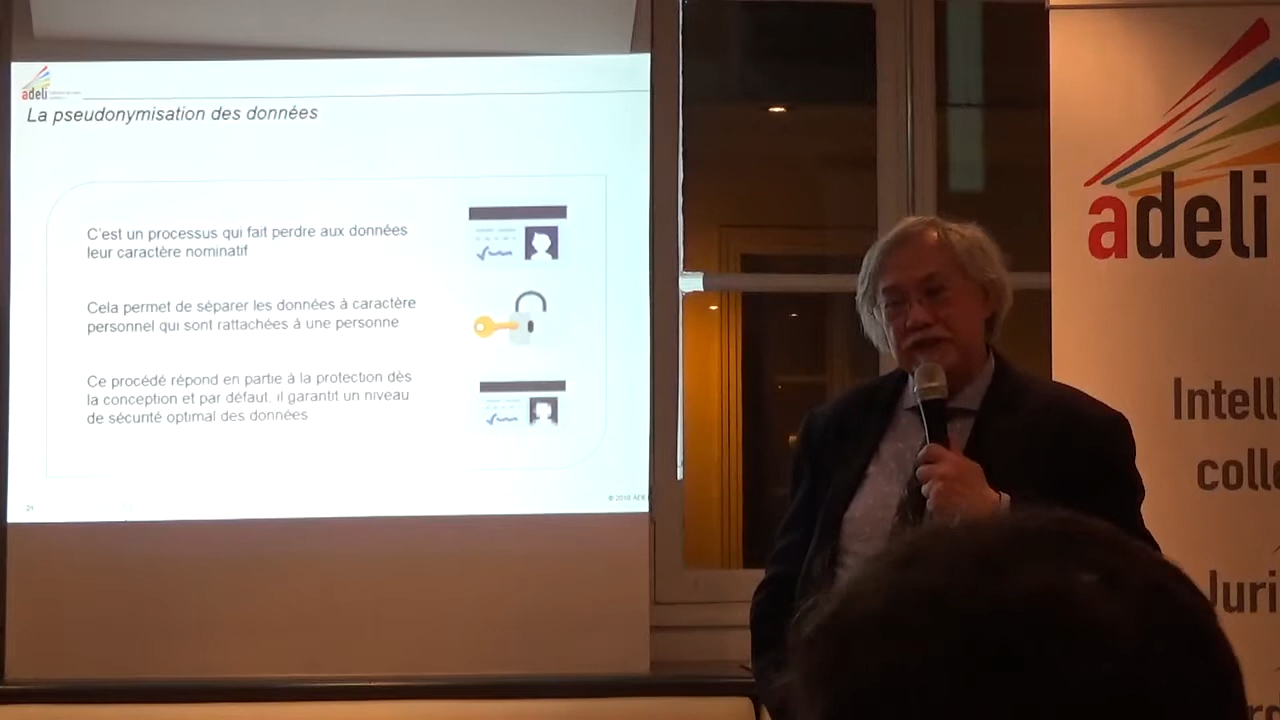 adeli
La pseudonymisation des données
C'est un processus qui fait perdre aux données
leur caractère nominatif
Cela permet de séparer les données à caractère
personnel qui sont rattachées à une personne
Ce procédé répond en partie à la protection dès
la conception et par défaut, il garantit un niveau
de sécurité optimal des données
21
adeli
Intell
colle
Juri